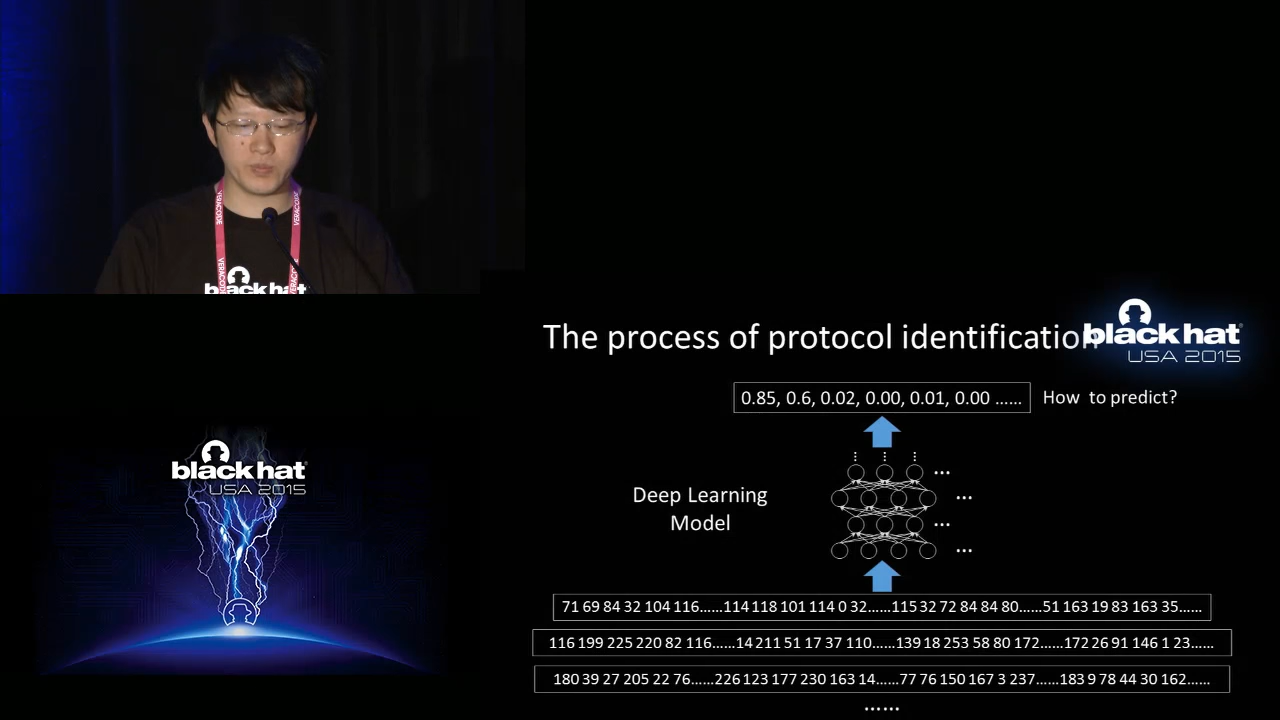 VERACODE
VERACODE
VERACO
VERACO
black hat
The process of protocol identification
black hat
USA 2015
0.85, 0.6, 0.02, 0.00, 0.01, 0.00 ......
How to predict?
black hat
USA 2015
Deep Learning
Model
71 69 84 32 104 116......114 118 101 114 0 32......115 32 72 84 84 80......51 163 19 83 163 35......
116 199 225 220 82 116......14 211 51 17 37 110......139 18 253 58 80 172......172 26 91 146 1 23......
180 39 27 205 22 76......226 123 177 230 163 14......77 76 150 167 3 237......183 9 78 44 30 162......
......